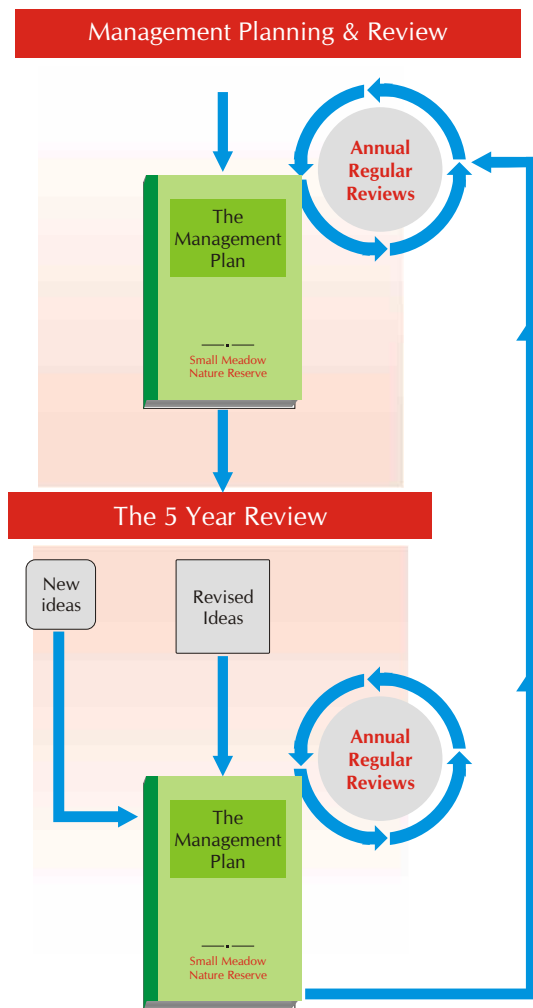 Management Planning & Review
Annual
Regular
Reviews
The
Management
Plan
Small Meadow
Nature Reserve
The 5 Year Review
New
ideas
Revised
Ideas
Annual
Regular
Reviews
The
Management
Plan
Small Meadow
Nature Reserve